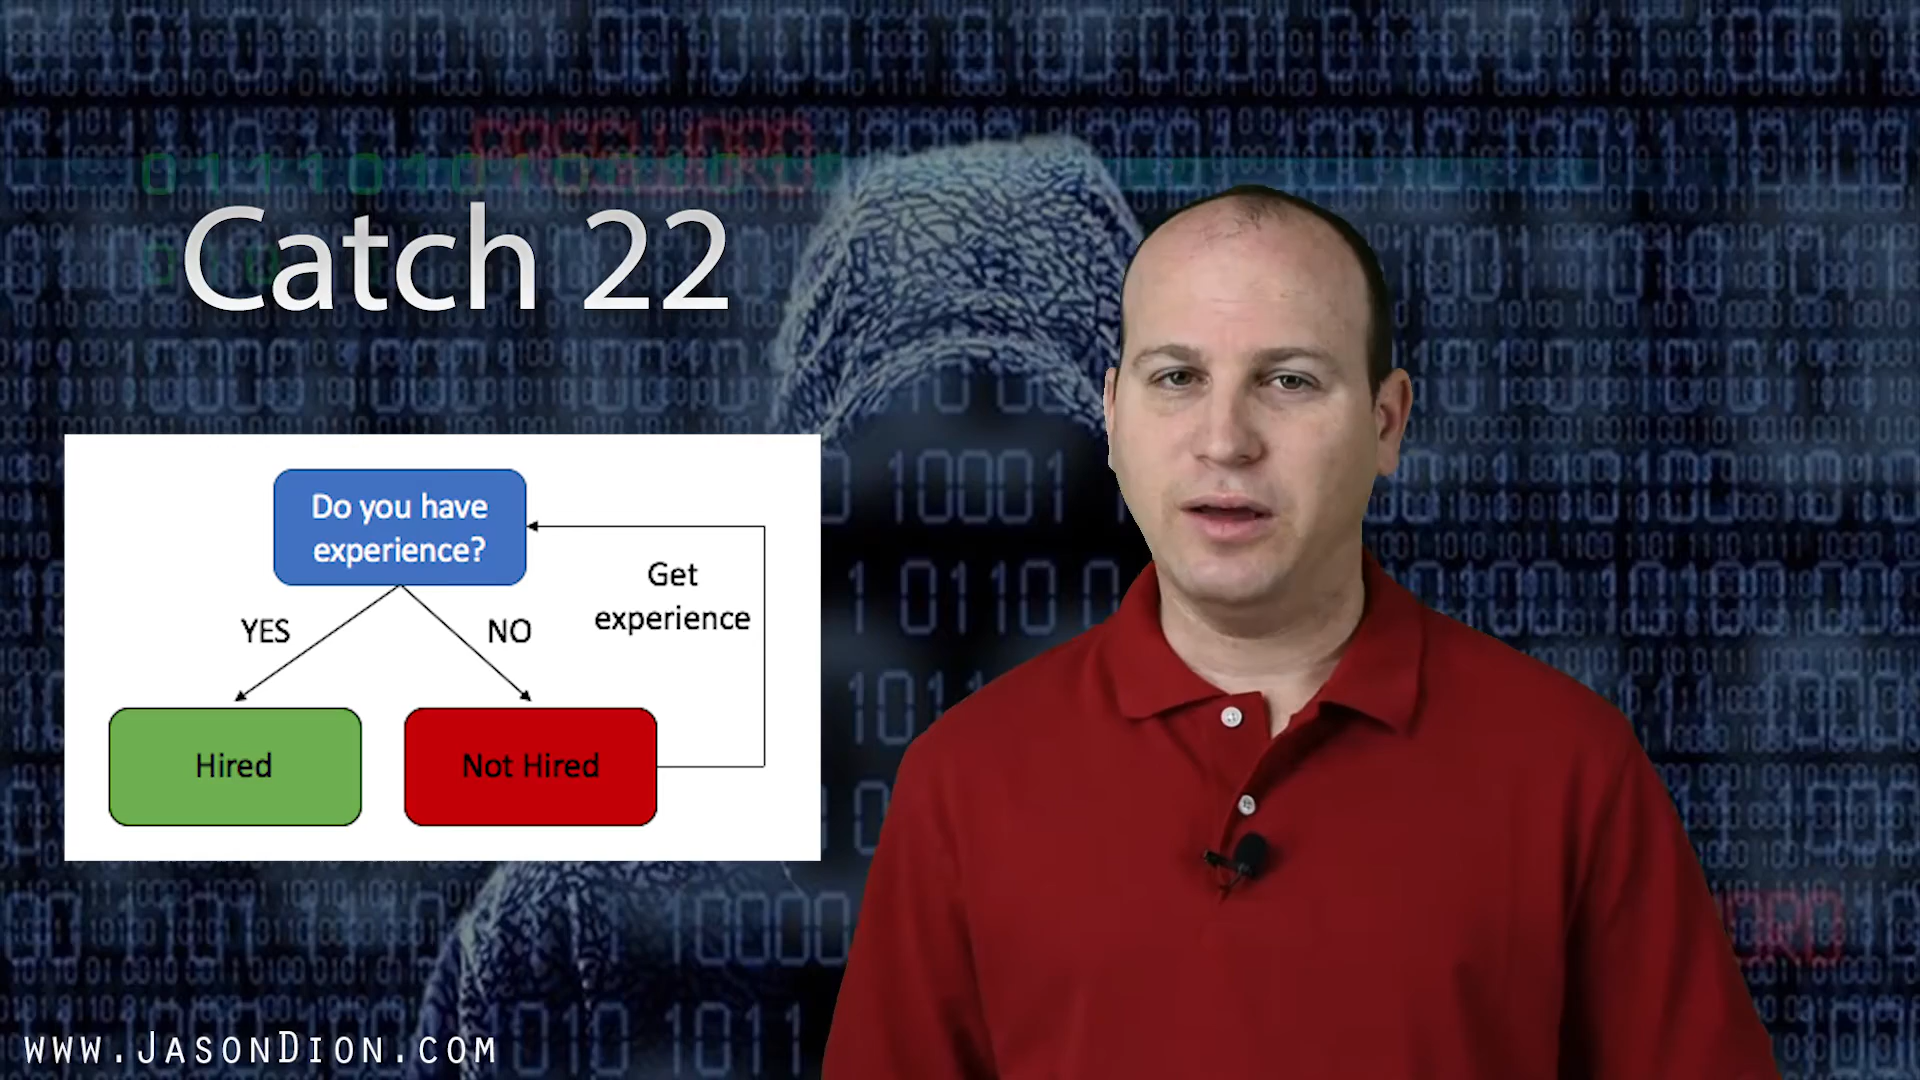 Catch 22
Do you have
experience?
Get
experience
YES
NO
Hired
Not Hired
www.JasonDion.com